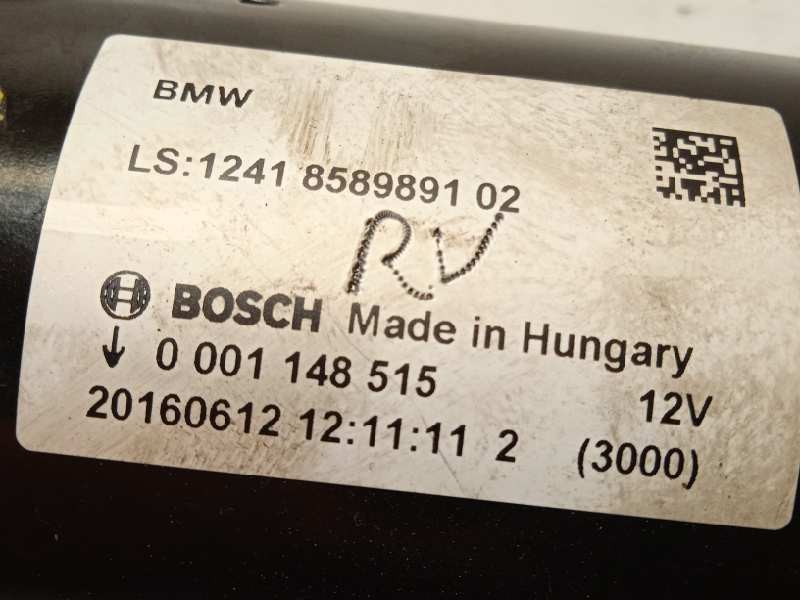 BMW
LS:1241 8589891 02
RV
BOSCH Made in Hungary
↓ 0 001 148 515 12V
20160612 12:11:11 2 (3000)